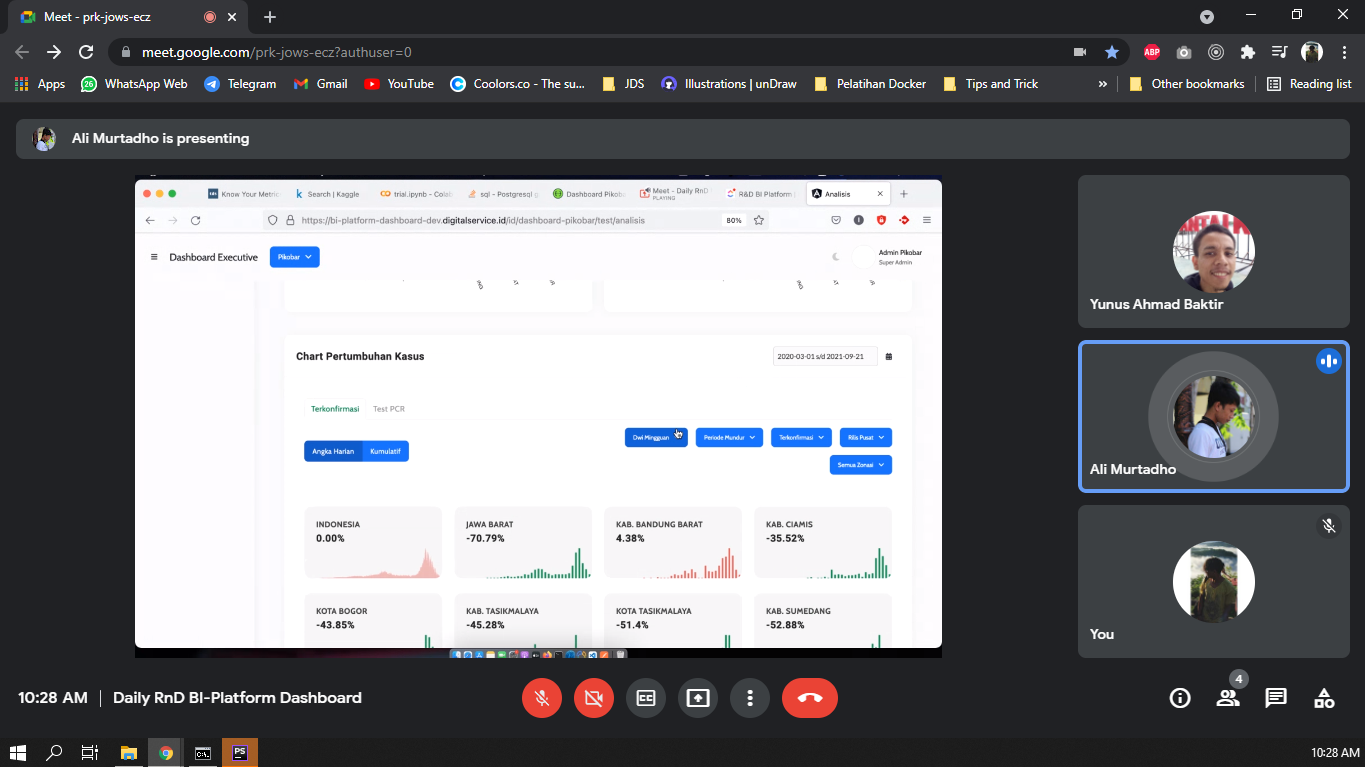 Meet - prk-jows-ecz
meet.google.com/prk-jows-ecz?authuser=0
ABP
Apps
26
WhatsApp Web
Telegram
Gmail
YouTube
Coolors.co - The su...
JDS
Illustrations | unDraw
Pelatihan Docker
Tips and Trick
»
Other bookmarks
Reading list
Ali Murtadho is presenting
Know Your Metric
Search | Kaggle
trial.ipynb - Colab
sql - Postgresql
Dashboard Pikoba
Meet - Daily RnD
PLAYING
R&D BI Platform
Analisis
https://bi-platform-dashboard-dev.digitalservice.id/id/dashboard-pikobar/test/analisis
80%
Dashboard Executive
Pikobar
Admin Pikobar
Super Admin
Chart Pertumbuhan Kasus
2020-03-01 s/d 2021-09-21
Terkonfirmasi
Test PCR
Dwi Mingguan
Periode Mundur
Terkonfirmasi
Rilis Pusat
Angka Harian
Kumulatif
Semua Zonasi
INDONESIA
0.00%
JAWA BARAT
-70.79%
KAB. BANDUNG BARAT
4.38%
KAB. CIAMIS
-35.52%
KOTA BOGOR
-43.85%
KAB. TASIKMALAYA
-45.28%
KOTA TASIKMALAYA
-51.4%
KAB. SUMEDANG
-52.88%
Yunus Ahmad Baktir
Ali Murtadho
You
10:28 AM | Daily RnD BI-Platform Dashboard
4
PS
10:28 AM